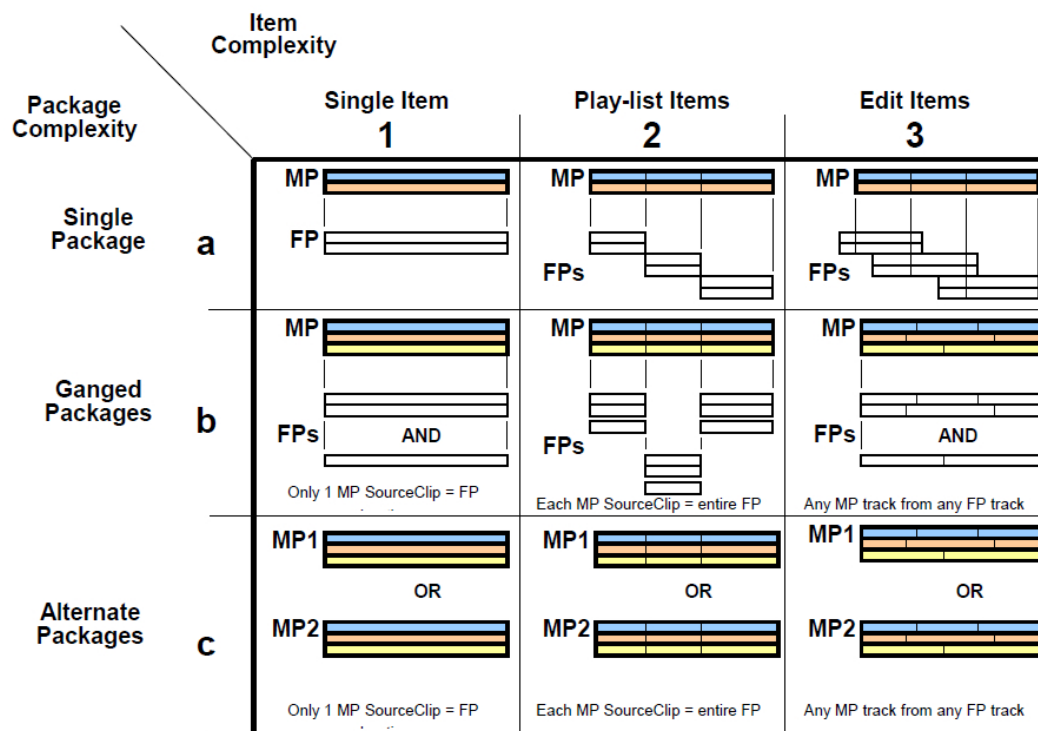 Item
Complexity
Package
Complexity
Single Item
Play-list Items
Edit Items
1
2
3
Single
Package
a
MP
FP
MP
FPs
MP
FPs
Ganged
Packages
b
MP
FPs
AND
Only 1 MP SourceClip = FP
MP
FPs
Each MP SourceClip = entire FP
MP
FPs
AND
Any MP track from any FP track
Alternate
Packages
c
MP1
OR
MP2
Only 1 MP SourceClip = FP
MP1
OR
MP2
Each MP SourceClip = entire FP
MP1
OR
MP2
Any MP track from any FP track